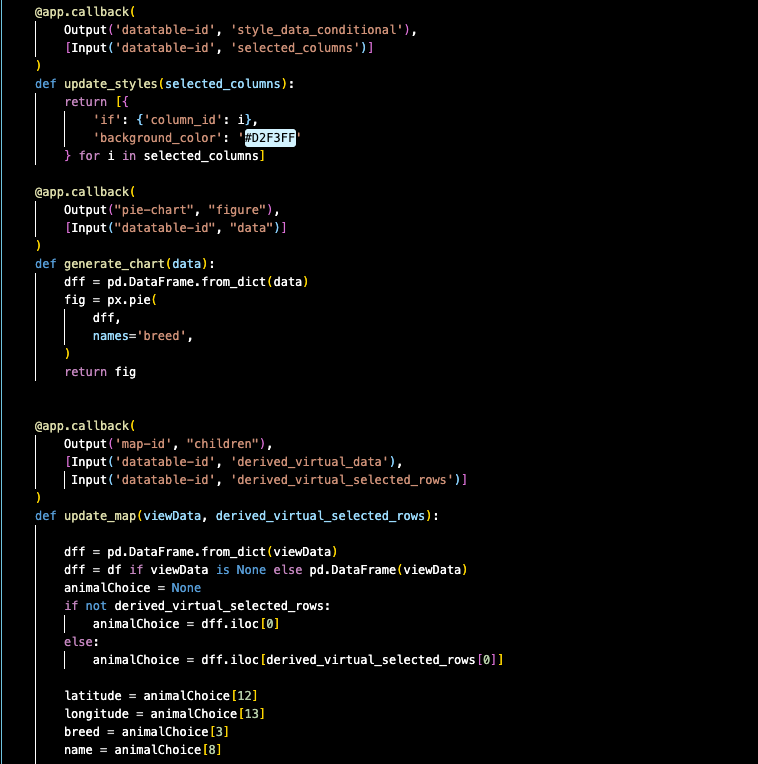 @app.callback(
    Output('datatable-id', 'style_data_conditional'),
    [Input('datatable-id', 'selected_columns')]
)
def update_styles(selected_columns):
    return [{
        'if': {'column_id': i},
        'background_color': '#D2F3FF'
    } for i in selected_columns]

@app.callback(
    Output("pie-chart", "figure"),
    [Input("datatable-id", "data")]
)
def generate_chart(data):
    dff = pd.DataFrame.from_dict(data)
    fig = px.pie(
        dff,
        names='breed',
    )
    return fig


@app.callback(
    Output('map-id', "children"),
    [Input('datatable-id', 'derived_virtual_data'),
     Input('datatable-id', 'derived_virtual_selected_rows')]
)
def update_map(viewData, derived_virtual_selected_rows):

    dff = pd.DataFrame.from_dict(viewData)
    dff = df if viewData is None else pd.DataFrame(viewData)
    animalChoice = None
    if not derived_virtual_selected_rows:
        animalChoice = dff.iloc[0]
    else:
        animalChoice = dff.iloc[derived_virtual_selected_rows[0]]

    latitude = animalChoice[12]
    longitude = animalChoice[13]
    breed = animalChoice[3]
    name = animalChoice[8]